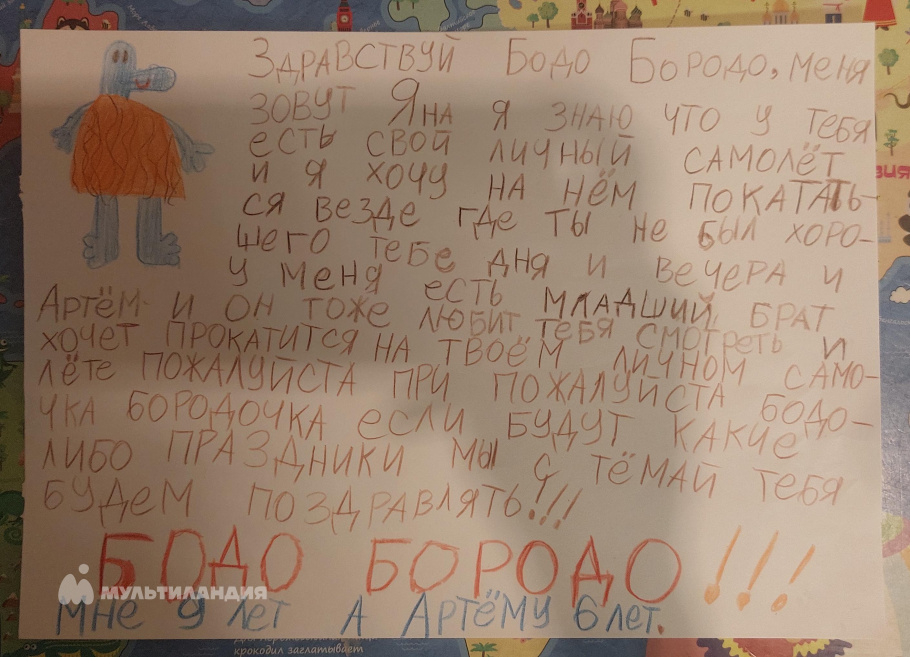 Здравствуй Бодо Бородо, меня
зовут Яна я знаю что у тебя
есть свой личный самолёт
и я хочу на нём покатать-
ся везде где ты не был хоро-
шего тебе дня и вечера и
у меня есть младший брат
Артём и он тоже любит тебя смотреть и
хочет прокатится на твоём личном само-
лёте пожалуйста при пожалуйста Бодо-
чка Бородочка если будут какие
либо праздники мы с Тёмай тебя
будем поздравлять!!!
БОДО БОРОДО!!!
МУЛЬТИЛАНДИЯ
мне 9 лет а Артёму 6 лет.
крокодил заглатывает